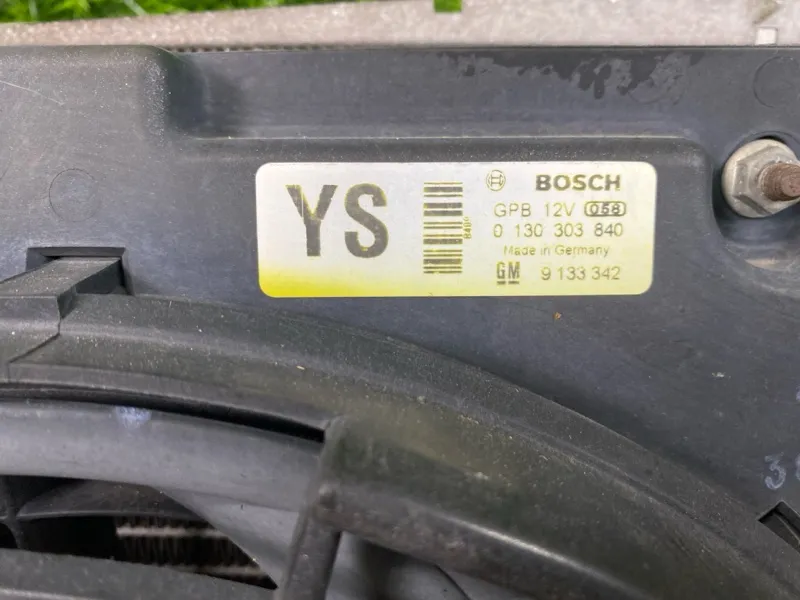 YS
BOSCH
GPB 12V 058
0 130 303 840
Made in Germany
GM 9 133 342